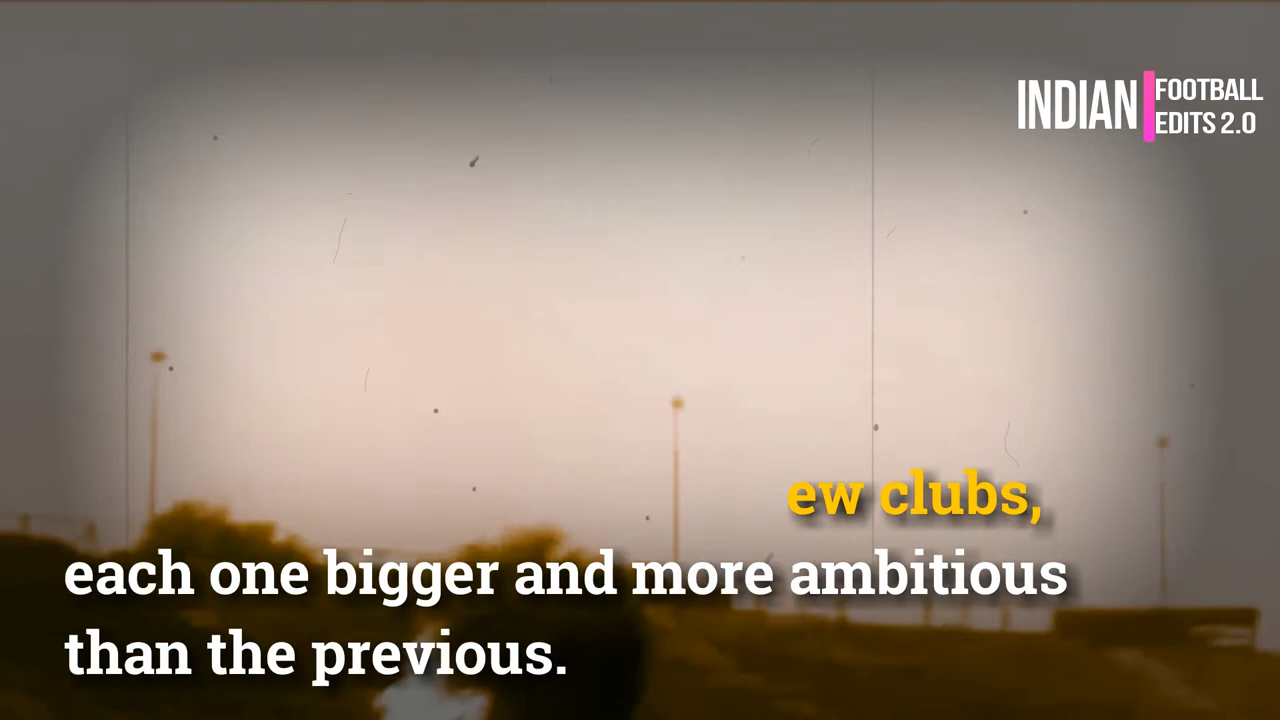 INDIAN
FOOTBALL
EDITS 2.0
ew clubs,
each one bigger and more ambitious
than the previous.